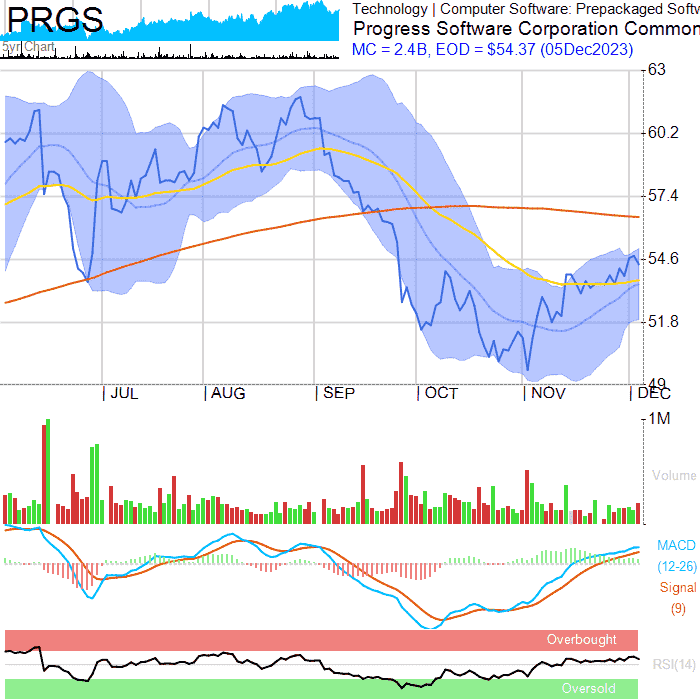 PRGS
5yr Chart
Technology | Computer Software: Prepackaged Softw
Progress Software Corporation Common
MC = 2.4B, EOD = $54.37 (05Dec2023)
63
60.2
57.4
54.6
51.8
49
| JUL | AUG | SEP | OCT | NOV | DEC
1M
Volume
MACD
(12-26)
Signal
(9)
Overbought
RSI(14)
Oversold